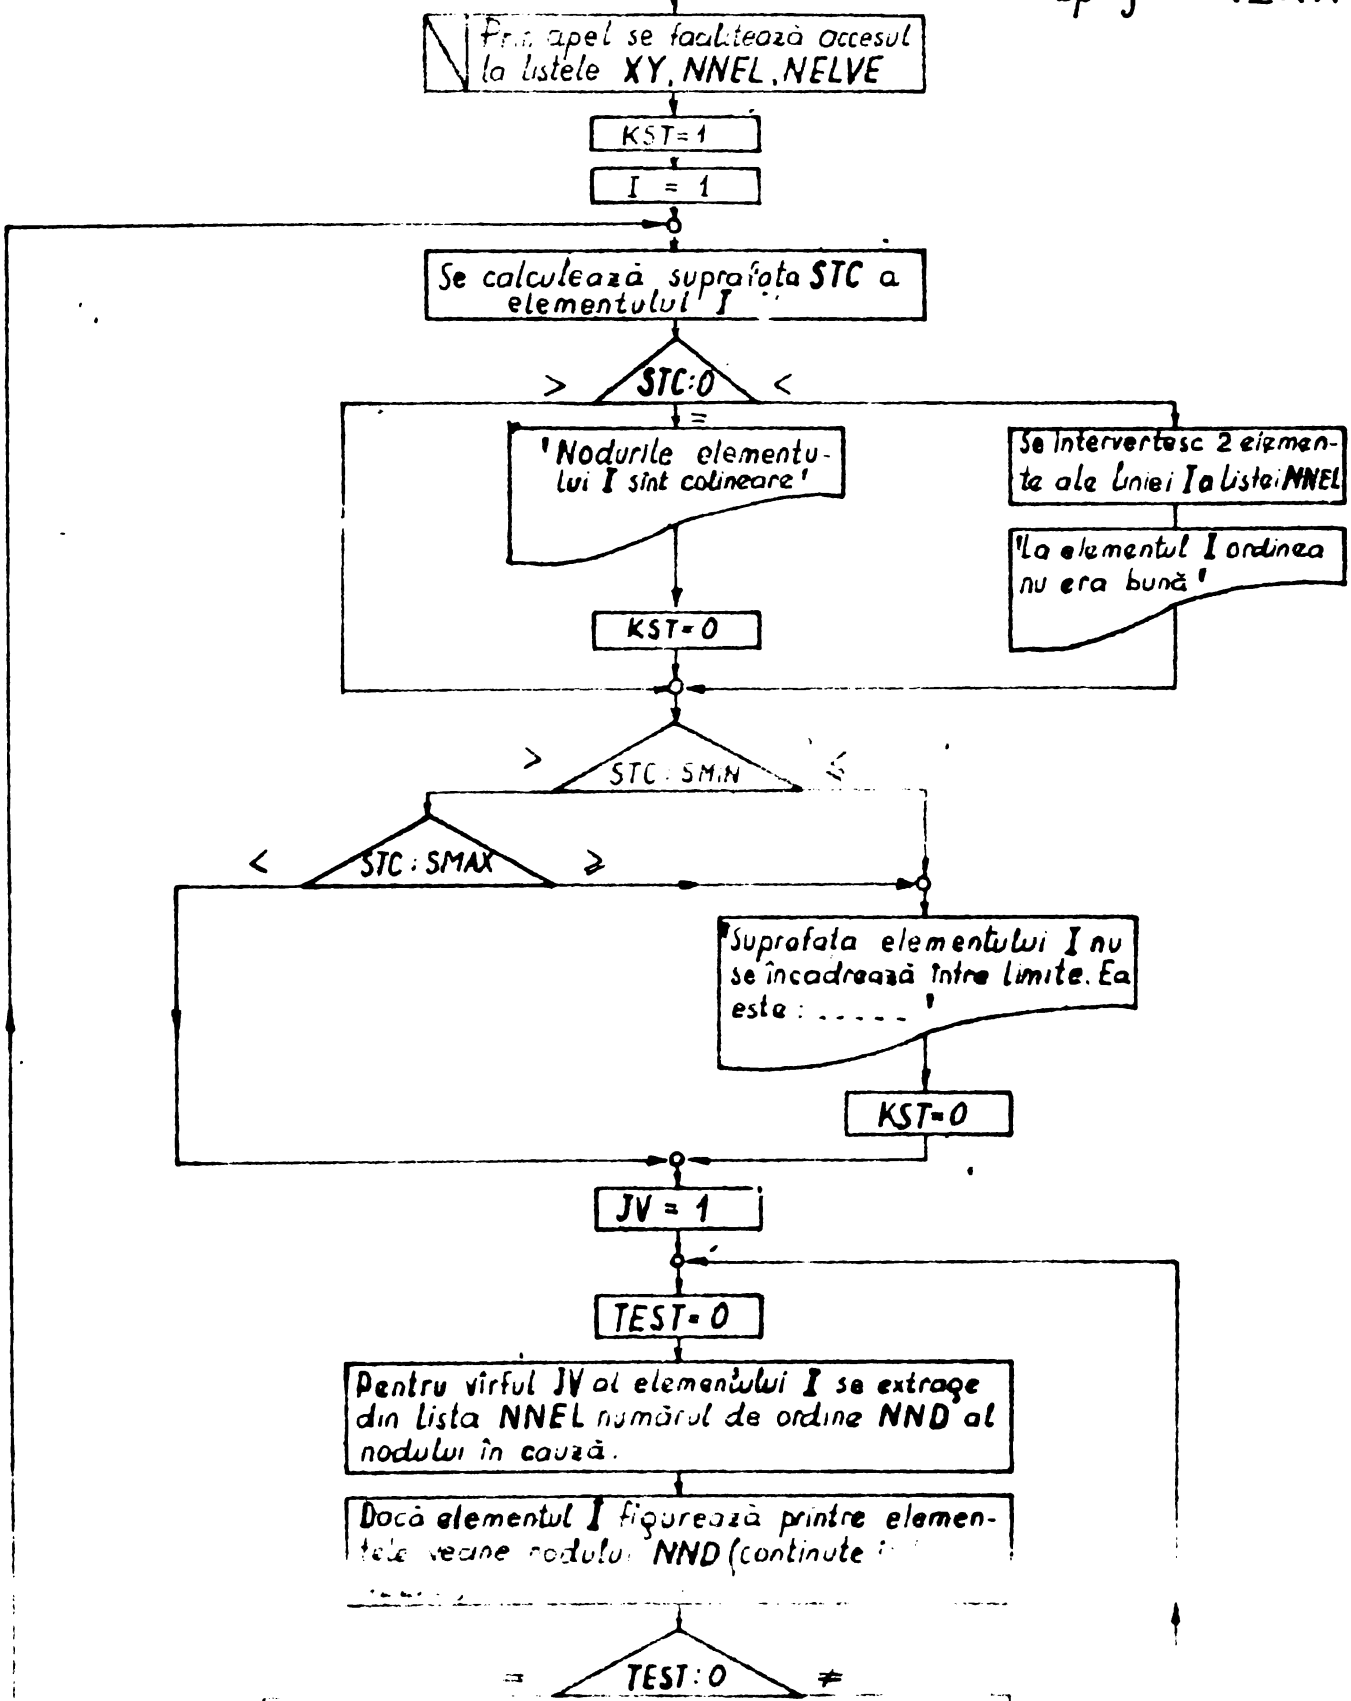 apel se facilitează accesul
la listele XY, NNEL, NELVE
KST=1
I = 1
Se calculează suprafața STC a
elementului I
> STC:0 <
=
'Nodurile elementu-
lui I sînt colineare'
Se intervertesc 2 elemen-
te ale liniei I a listei NNEL
'La elementul I ordinea
nu era bună'
KST=0
> STC:SMIN ≤
< STC:SMAX ≥
'Suprafața elementului I nu
se încadrează între limite. Ea
este: ..... '
KST=0
JV = 1
TEST=0
Pentru vîrful JV al elementului I se extrage
din lista NNEL numărul de ordine NND al
nodului în cauză.
Dacă elementul I figurează printre elemen-
tele vecine nodului NND (continute
= TEST:0 ≠